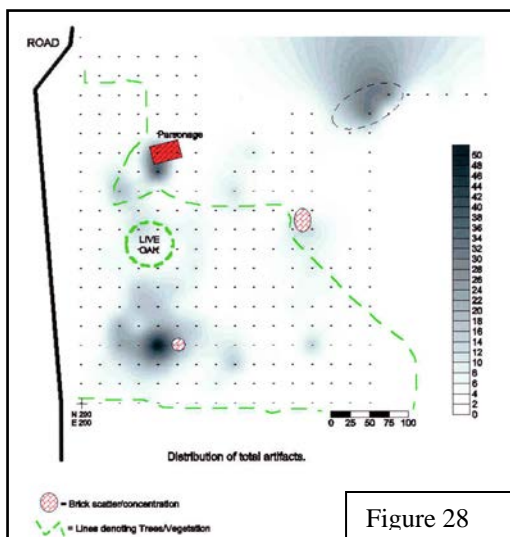 ROAD
Parsonage
LIVE
OAK
50
48
46
44
42
40
38
36
34
32
30
28
26
24
22
20
18
16
14
12
10
8
6
4
2
0
N 200
E 200
0 25 50 75 100
Distribution of total artifacts.
= Brick scatter/concentration
= Lines denoting Trees/Vegetation
Figure 28